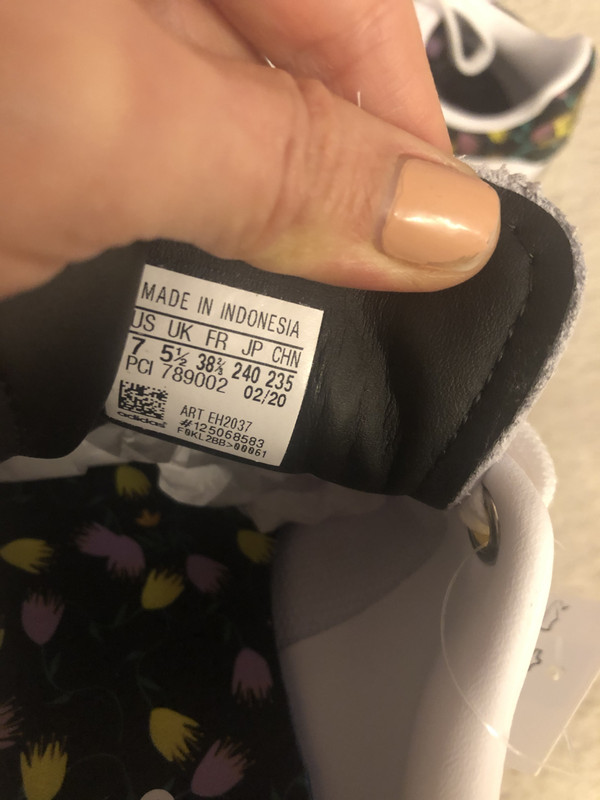 MADE IN INDONESIA
US UK FR JP CHN
7 5½ 38⅔ 240 235
PCI 789002 02/20
ART EH2037
#125068583
adidas F0KL2BB>00061